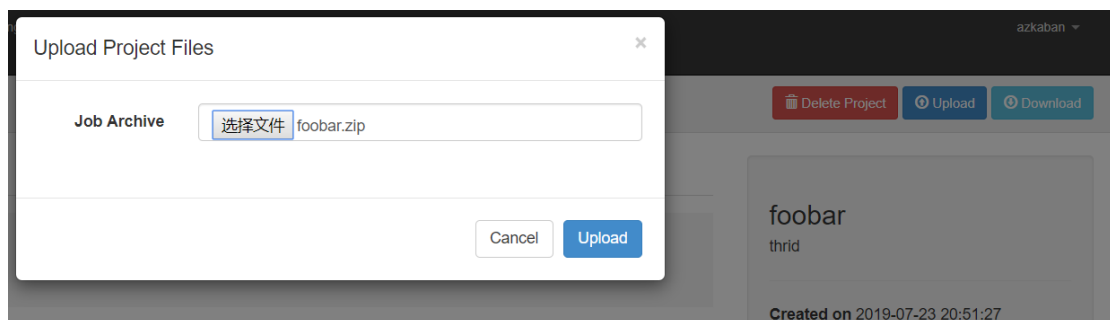 azkaban
Upload Project Files
×
Delete Project Upload Download
Job Archive 选择文件 foobar.zip
Cancel Upload
foobar
thrid
Created on 2019-07-23 20:51:27